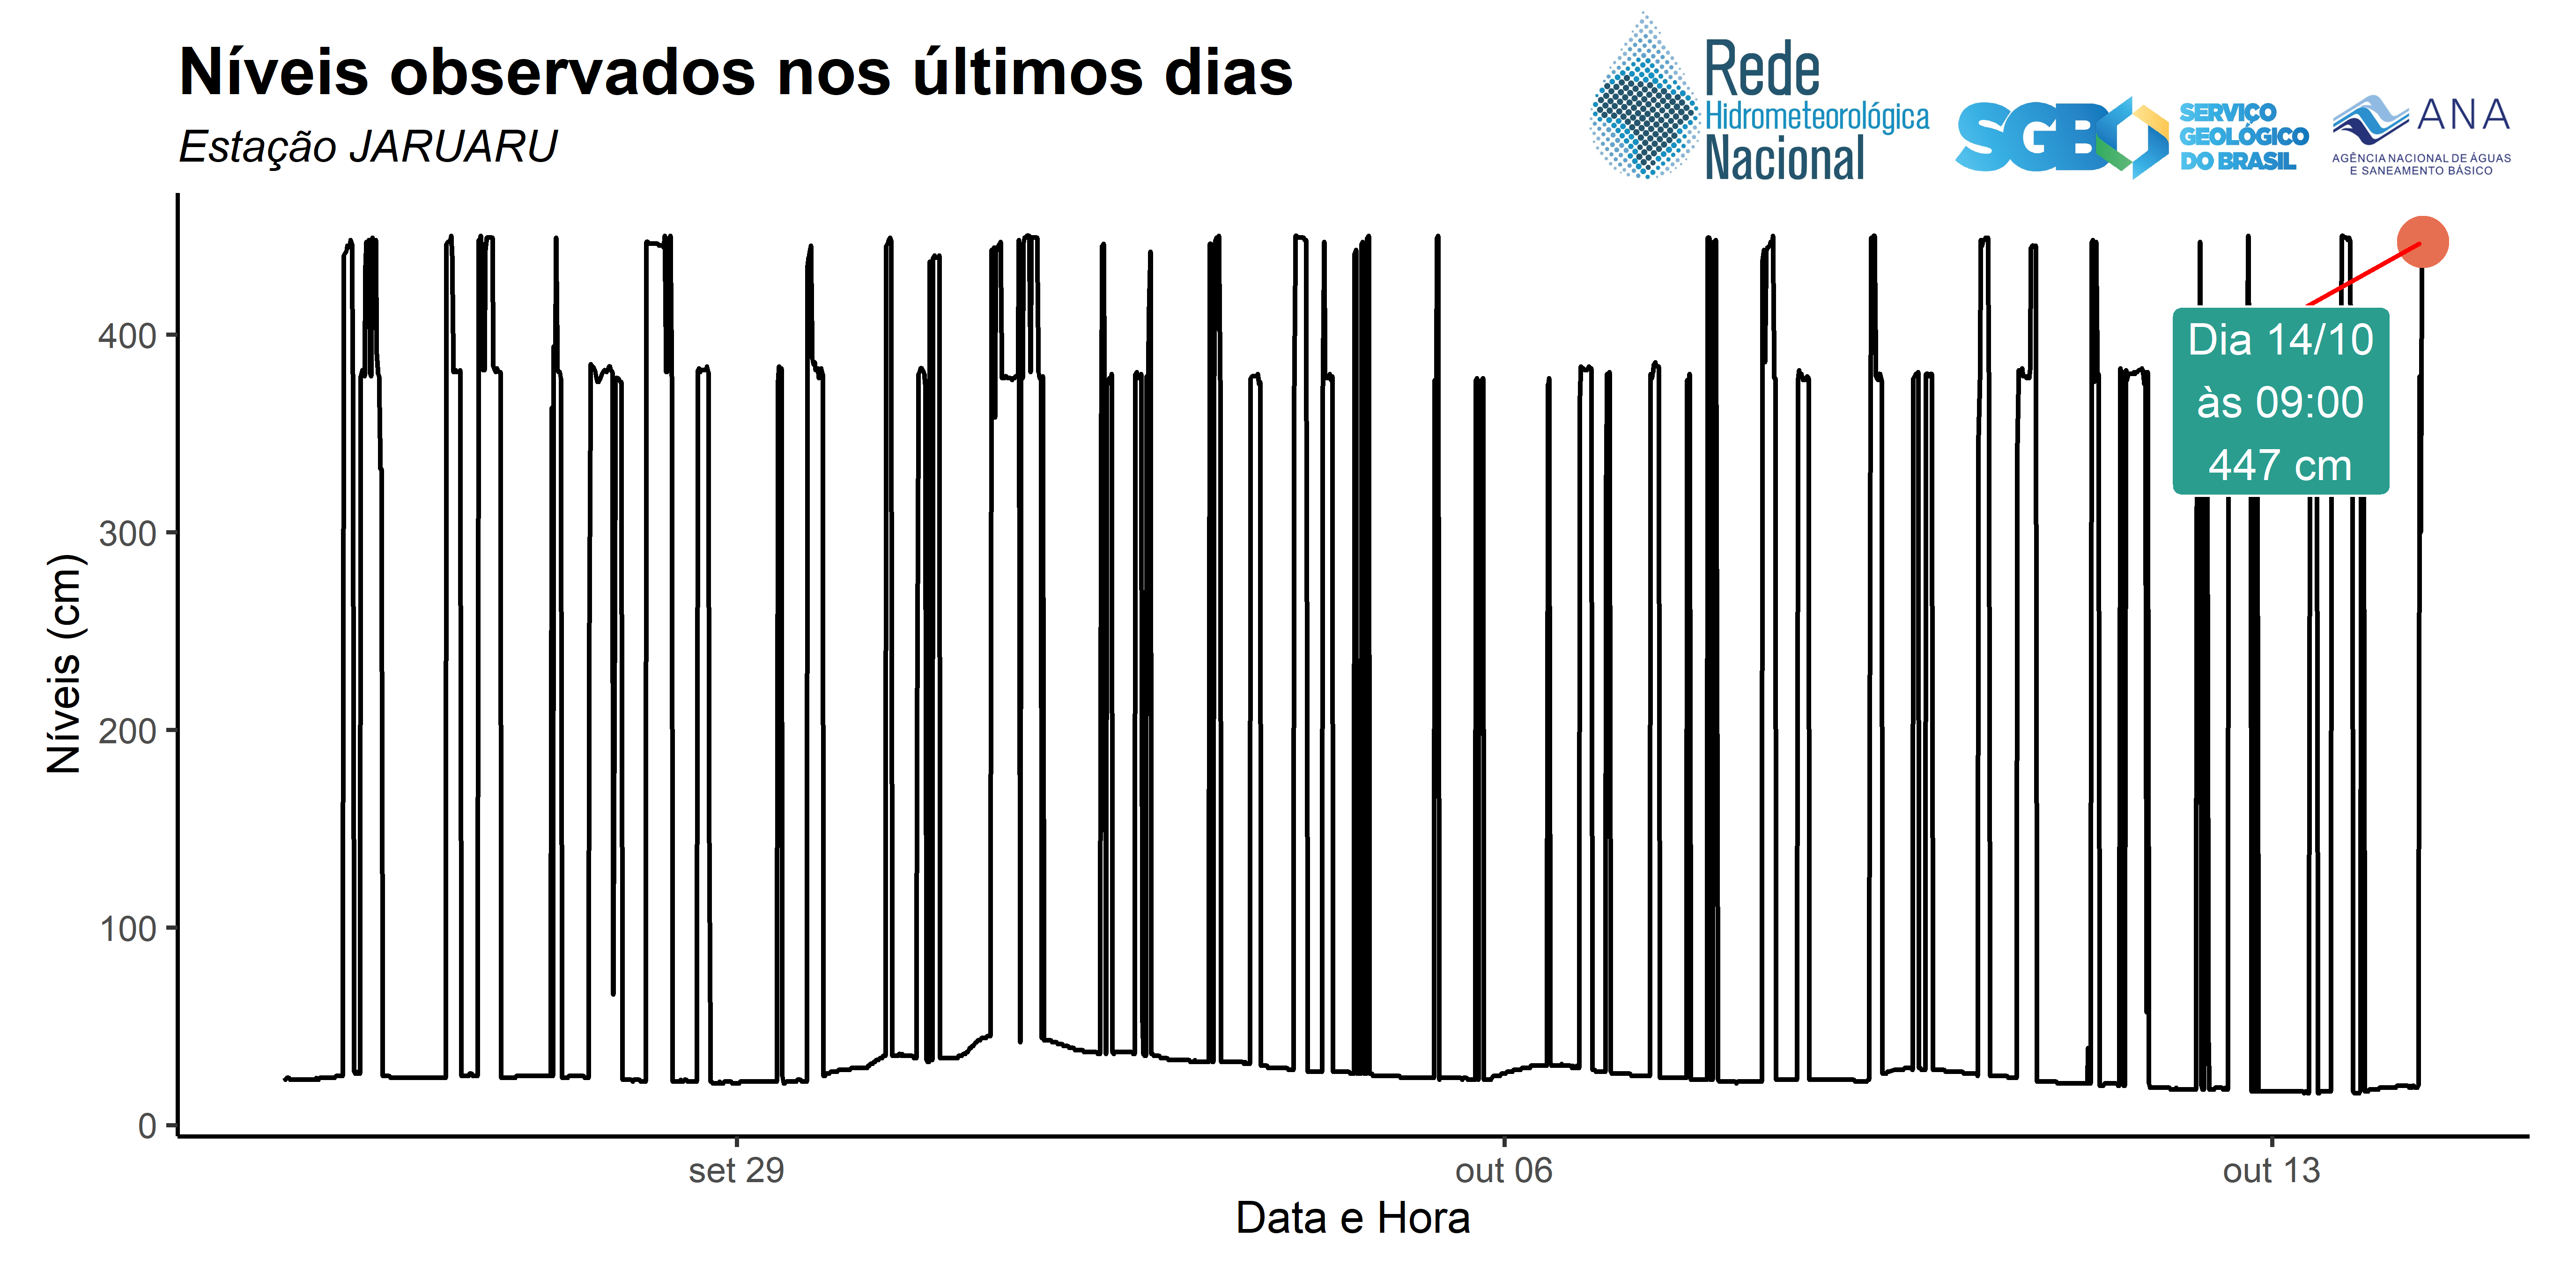 Níveis observados nos últimos dias
Estação JARUARU
Rede
Hidrometeorológica
Nacional
SGB
SERVIÇO
GEOLÓGICO
DO BRASIL
ANA
AGÊNCIA NACIONAL DE ÁGUAS
E SANEAMENTO BÁSICO
Níveis (cm)
400
300
200
100
0
Dia 14/10
às 09:00
447 cm
set 29
out 06
out 13
Data e Hora